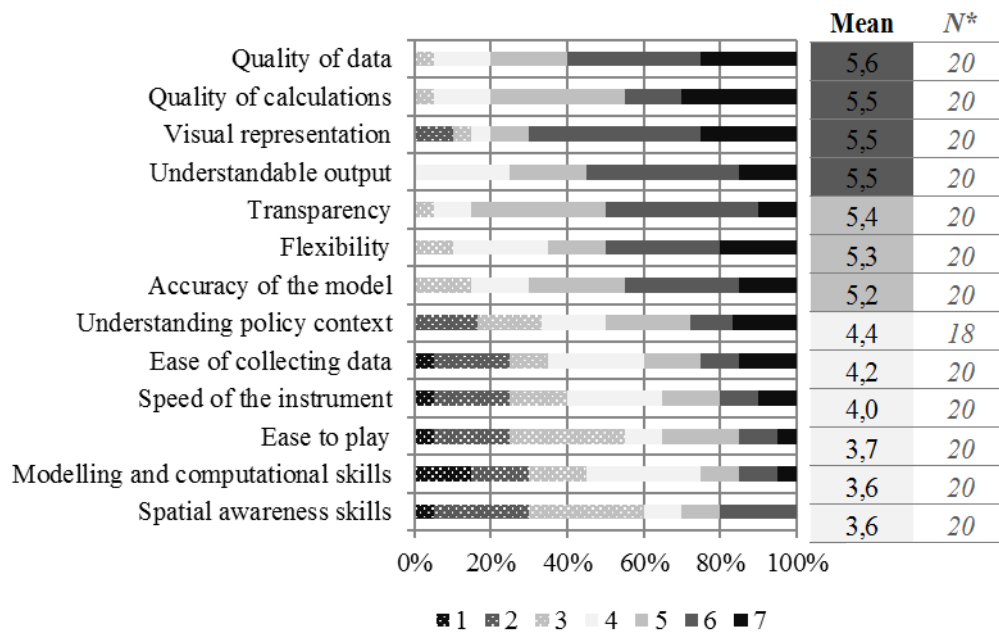 Mean N*
Quality of data 5,6 20
Quality of calculations 5,5 20
Visual representation 5,5 20
Understandable output 5,5 20
Transparency 5,4 20
Flexibility 5,3 20
Accuracy of the model 5,2 20
Understanding policy context 4,4 18
Ease of collecting data 4,2 20
Speed of the instrument 4,0 20
Ease to play 3,7 20
Modelling and computational skills 3,6 20
Spatial awareness skills 3,6 20
0% 20% 40% 60% 80% 100%
1 2 3 4 5 6 7